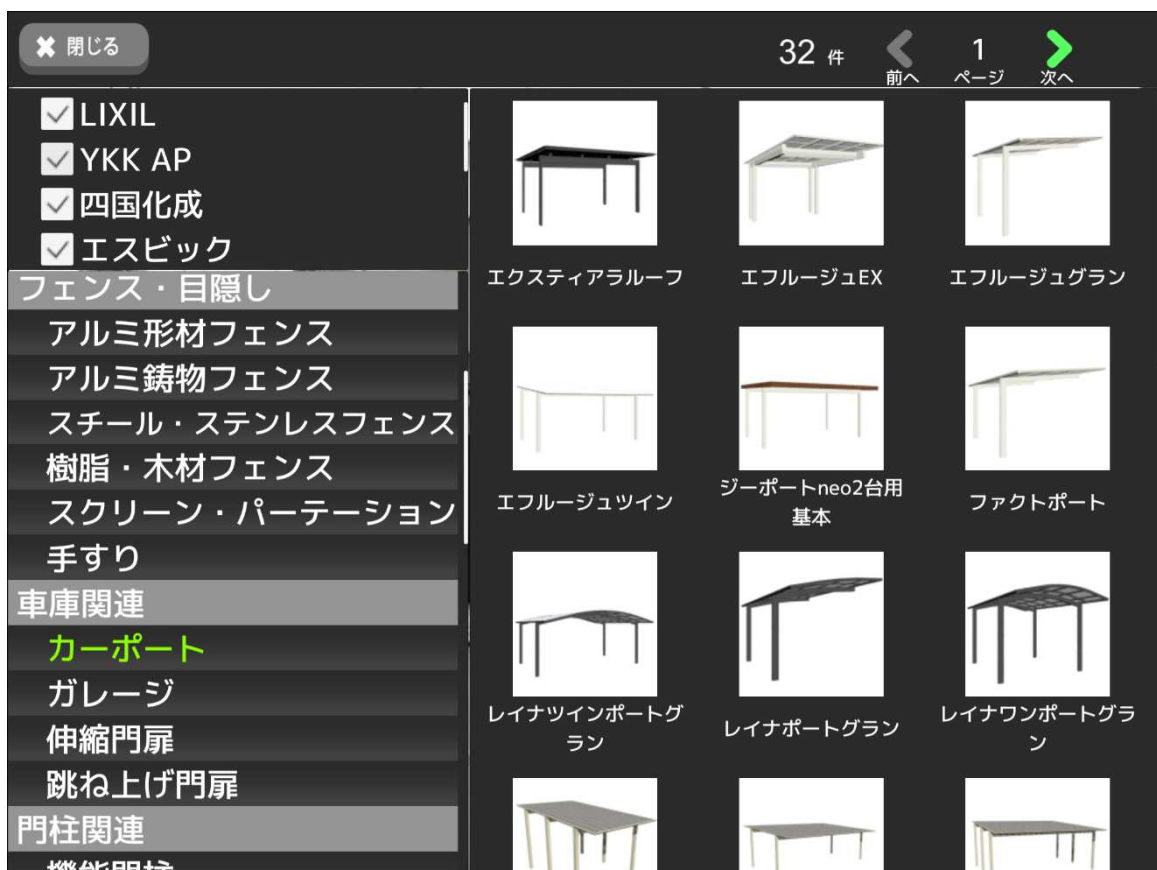 閉じる
32 件
前へ
1
ページ
次へ
LIXIL
YKK AP
四国化成
エスビック
フェンス・目隠し
アルミ形材フェンス
アルミ鋳物フェンス
スチール・ステンレスフェンス
樹脂・木材フェンス
スクリーン・パーテーション
手すり
車庫関連
カーポート
ガレージ
伸縮門扉
跳ね上げ門扉
門柱関連
機能門柱
エクスティアラルーフ
エフルージュEX
エフルージュグラン
エフルージュツイン
ジーポートneo2台用
基本
ファクトポート
レイナツインポートグ
ラン
レイナポートグラン
レイナワンポートグラ
ン